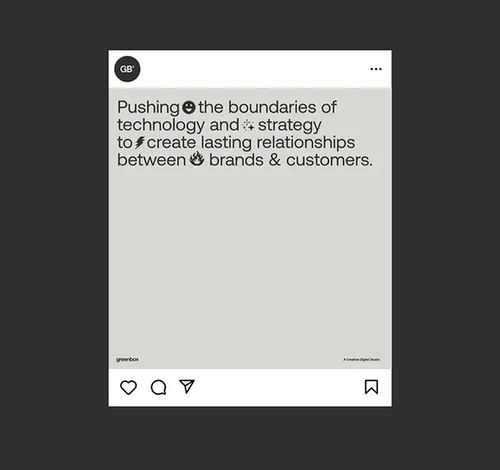 GB
Pushing the boundaries of
technology and strategy
to create lasting relationships
between brands & customers.
greenbox
A Creative Digital Studio